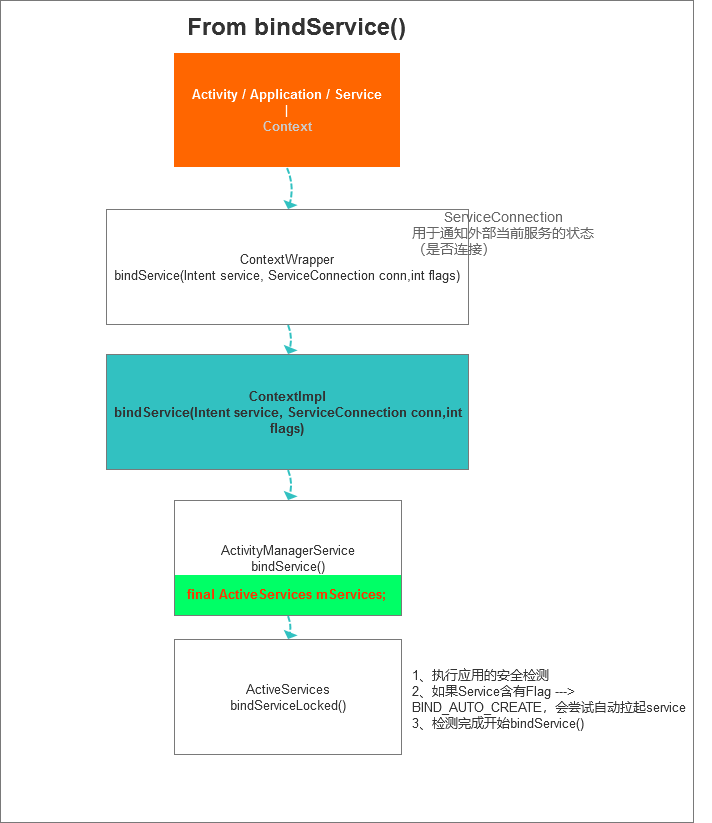 From bindService()
Activity / Application / Service
|
Context
ServiceConnection
用于通知外部当前服务的状态
（是否连接）
ContextWrapper
bindService(Intent service, ServiceConnection conn,int flags)
ContextImpl
bindService(Intent service, ServiceConnection conn,int
flags)
ActivityManagerService
bindService()
final ActiveServices mServices;
ActiveServices
bindServiceLocked()
1、执行应用的安全检测
2、如果Service含有Flag --->
BIND_AUTO_CREATE，会尝试自动拉起service
3、检测完成开始bindService()